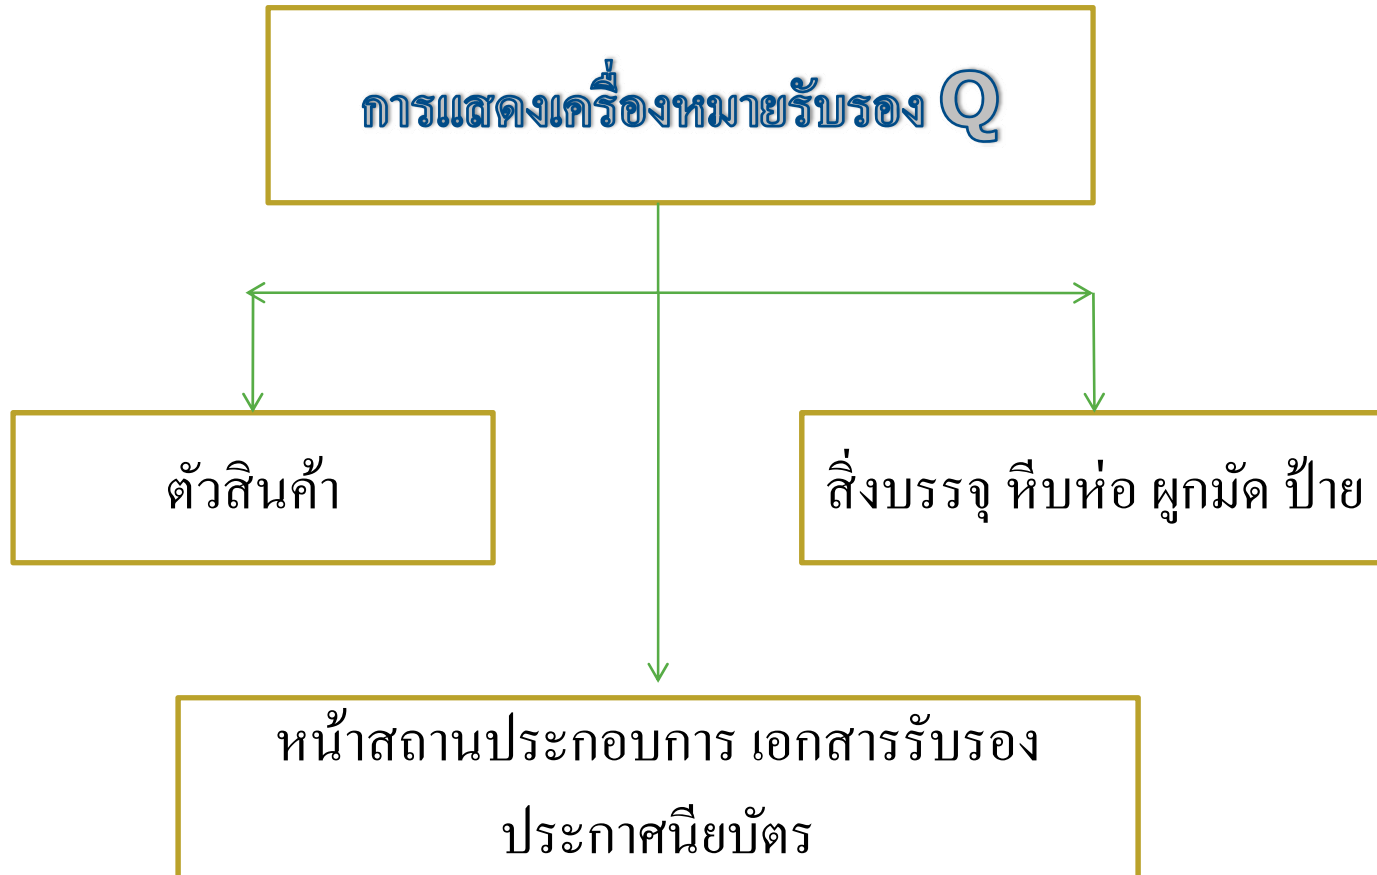 การแสดงเครื่องหมายรับรอง Q
ตัวสินค้า
สิ่งบรรจุ หีบห่อ ผูกมัด ป้าย
หน้าสถานประกอบการ เอกสารรับรอง
ประกาศนียบัตร